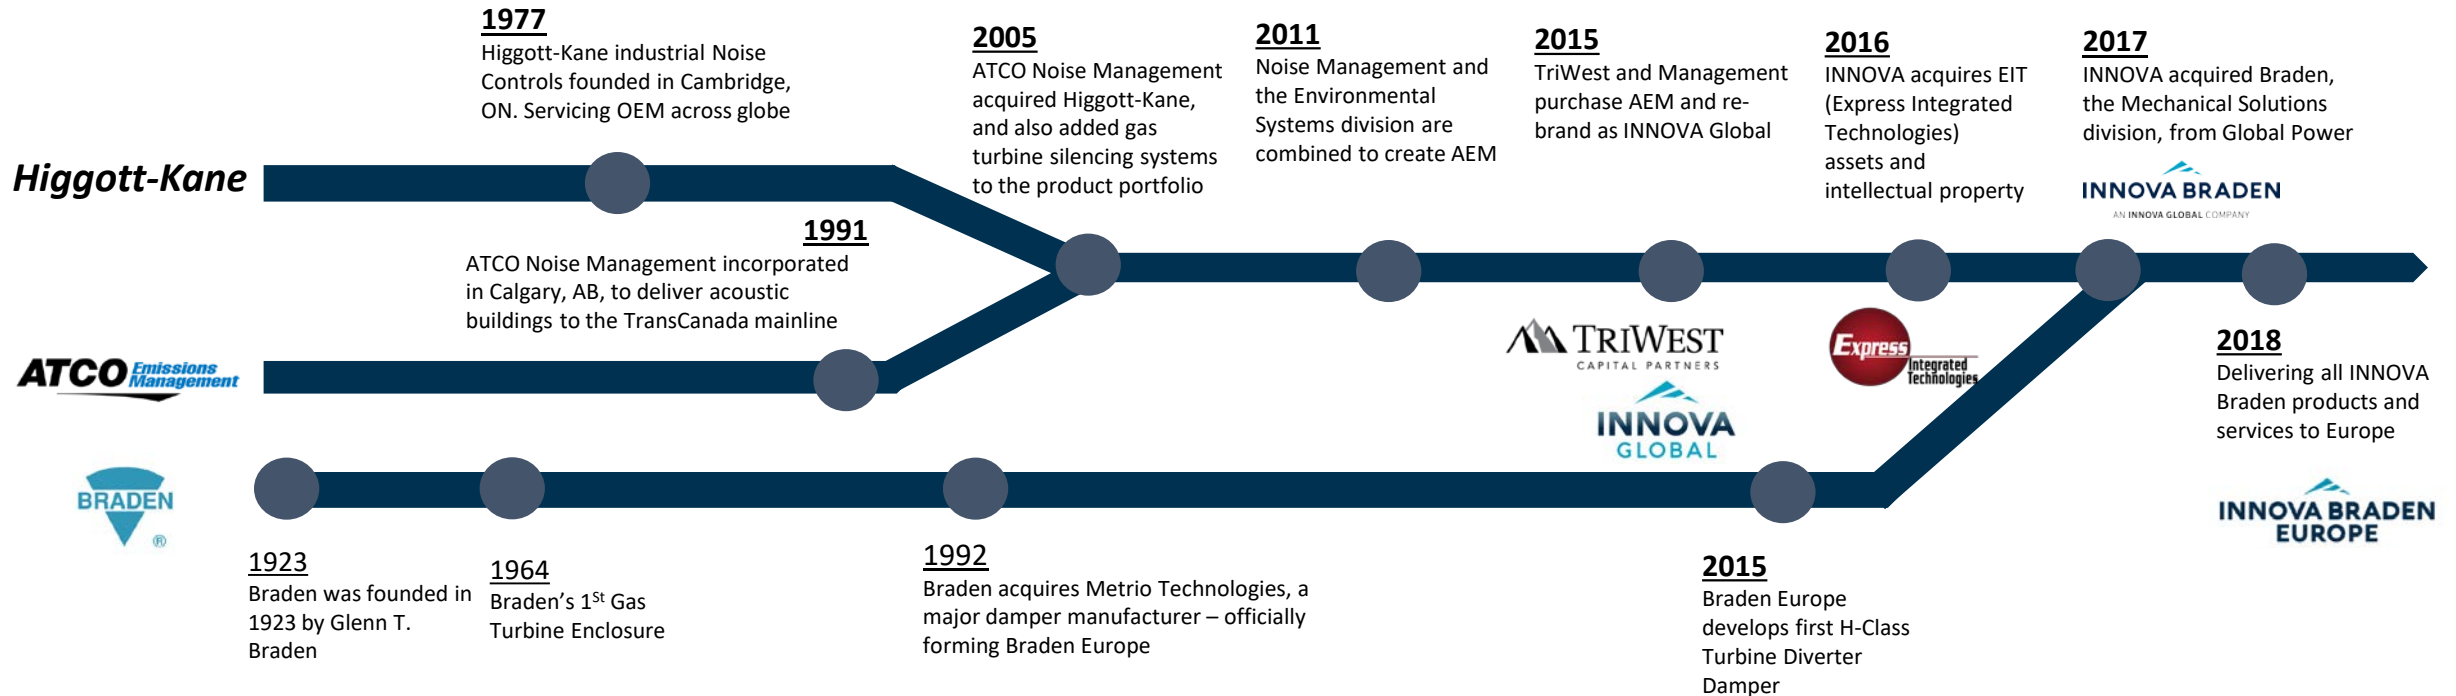 1977
Higgott-Kane industrial Noise
Controls founded in Cambridge,
ON. Servicing OEM across globe
2005
ATCO Noise Management
acquired Higgott-Kane,
and also added gas
turbine silencing systems
to the product portfolio
2011
Noise Management and
the Environmental
Systems division are
combined to create AEM
2015
TriWest and Management
purchase AEM and re-
brand as INNOVA Global
2016
INNOVA acquires EIT
(Express Integrated
Technologies)
assets and
intellectual property
2017
INNOVA acquired Braden,
the Mechanical Solutions
division, from Global Power
INNOVA BRADEN
AN INNOVA GLOBAL COMPANY
Higgott-Kane
1991
ATCO Noise Management incorporated
in Calgary, AB, to deliver acoustic
buildings to the TransCanada mainline
ATCO Emissions
Management
TRIWEST
CAPITAL PARTNERS
INNOVA
GLOBAL
Express
Integrated
Technologies
2018
Delivering all INNOVA
Braden products and
services to Europe
INNOVA BRADEN
EUROPE
BRADEN
®
1923
Braden was founded in
1923 by Glenn T.
Braden
1964
Braden’s 1St Gas
Turbine Enclosure
1992
Braden acquires Metrio Technologies, a
major damper manufacturer – officially
forming Braden Europe
2015
Braden Europe
develops first H-Class
Turbine Diverter
Damper